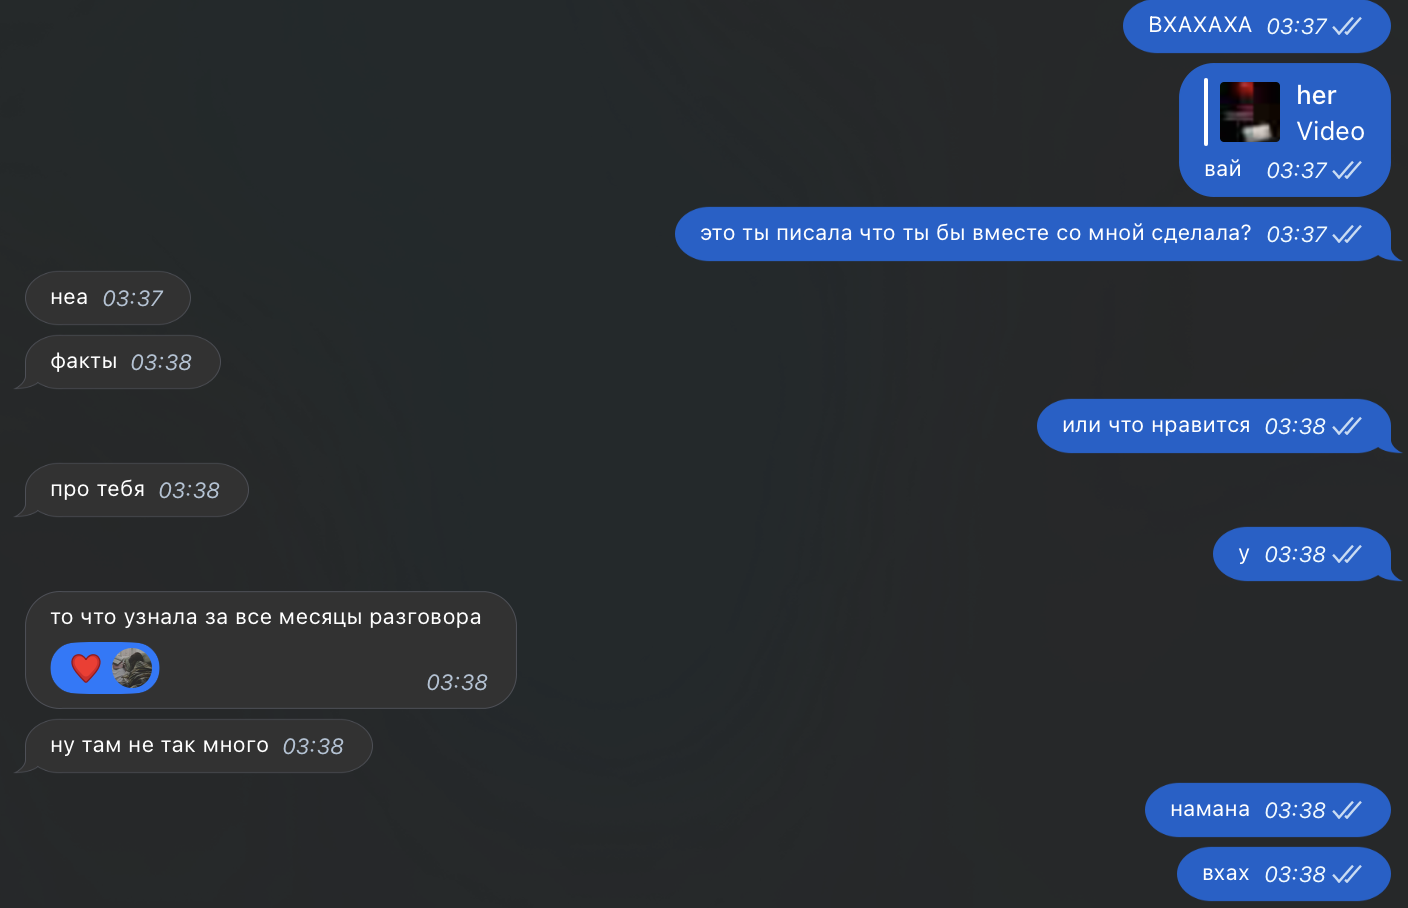 ВХАХАХА 03:37
her
Video
вай 03:37
это ты писала что ты бы вместе со мной сделала? 03:37
неа 03:37
факты 03:38
или что нравится 03:38
про тебя 03:38
у 03:38
то что узнала за все месяцы разговора
03:38
ну там не так много 03:38
намана 03:38
вхах 03:38